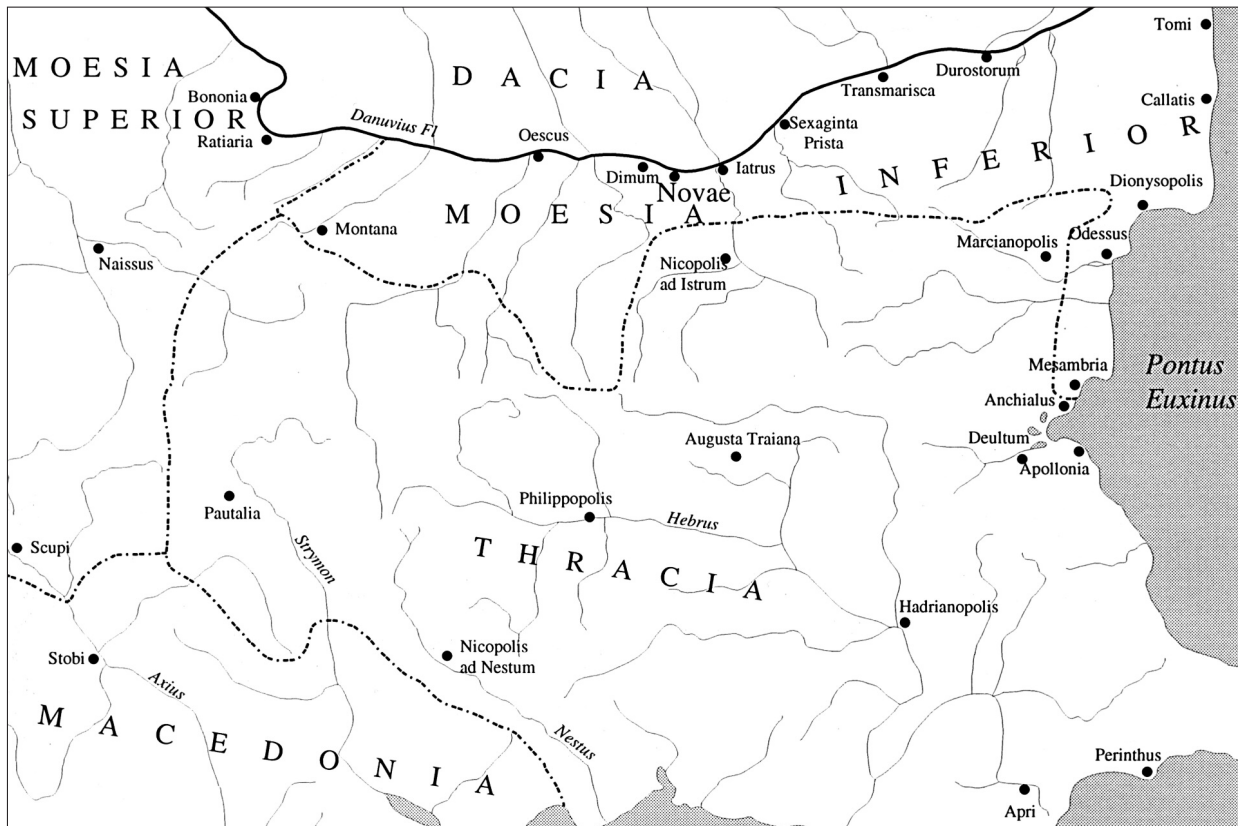 Tomi
Durostorum
MOESIA
DACIA
Transmarisca
Bononia
Callatis
SUPERIOR
Danuvius Fl
Sexaginta
Prista
Ratiaria
Oescus
INFERIOR
Iatrus
Dimum
Novae
Dionysopolis
MOESIA
Montana
Odessus
Marcianopolis
Naissus
Nicopolis
ad Istrum
Mesambria
Pontus
Euxinus
Anchialus
Augusta Traiana
Deultum
Apollonia
Philippopolis
Pautalia
Hebrus
Scupi
Strymon
THRACIA
Hadrianopolis
Stobi
Nicopolis
ad Nestum
Axius
MACEDONIA
Nestus
Perinthus
Apri